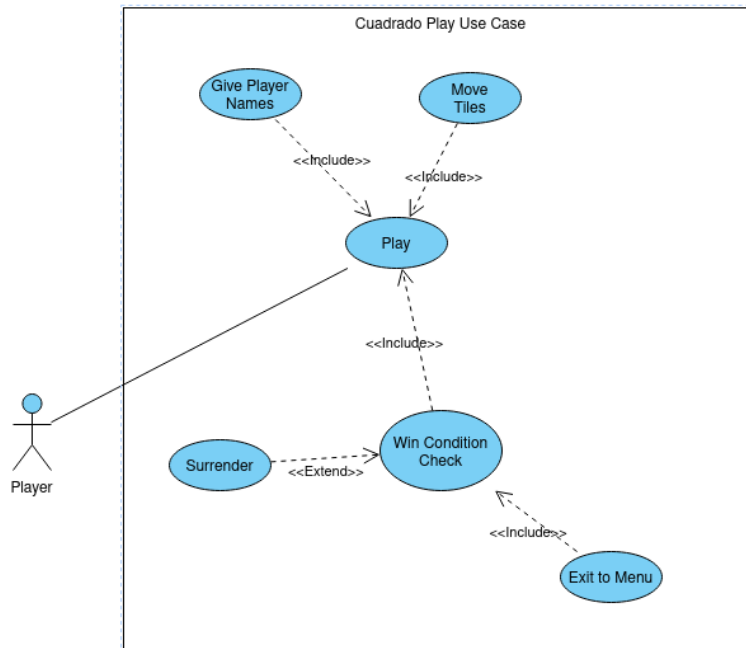 Cuadrado Play Use Case
Give Player
Names
Move
Tiles
<<Include>>
<<Include>>
Play
<<Include>>
Player
Surrender
<<Extend>>
Win Condition
Check
<<Include>>
Exit to Menu